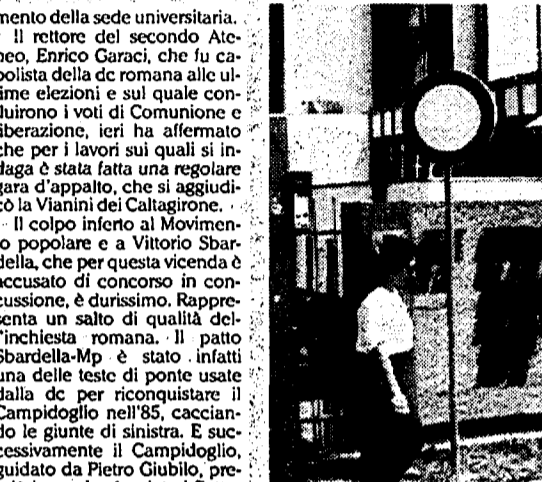 mento della sede universitaria.
Il rettore del secondo Ate-
neo, Enrico Garaci, che fu ca-
polista della dc romana alle ul-
time elezioni e sul quale con-
fluirono i voti di Comunione e
liberazione, ieri ha affermato
che per i lavori sui quali si in-
daga è stata fatta una regolare
gara d'appalto, che si aggiudi-
cò la Vianini dei Caltagirone.
Il colpo inferto al Movimen-
to popolare e a Vittorio Sbar-
della, che per questa vicenda è
accusato di concorso in con-
cussione, è durissimo. Rappre-
senta un salto di qualità del-
l'inchiesta romana. Il patto
Sbardella-Mp è stato infatti
una delle teste di ponte usate
dalla dc per riconquistare il
Campidoglio nell'85, caccian-
do le giunte di sinistra. E suc-
cessivamente il Campidoglio,
guidato da Pietro Giubilo, pre-